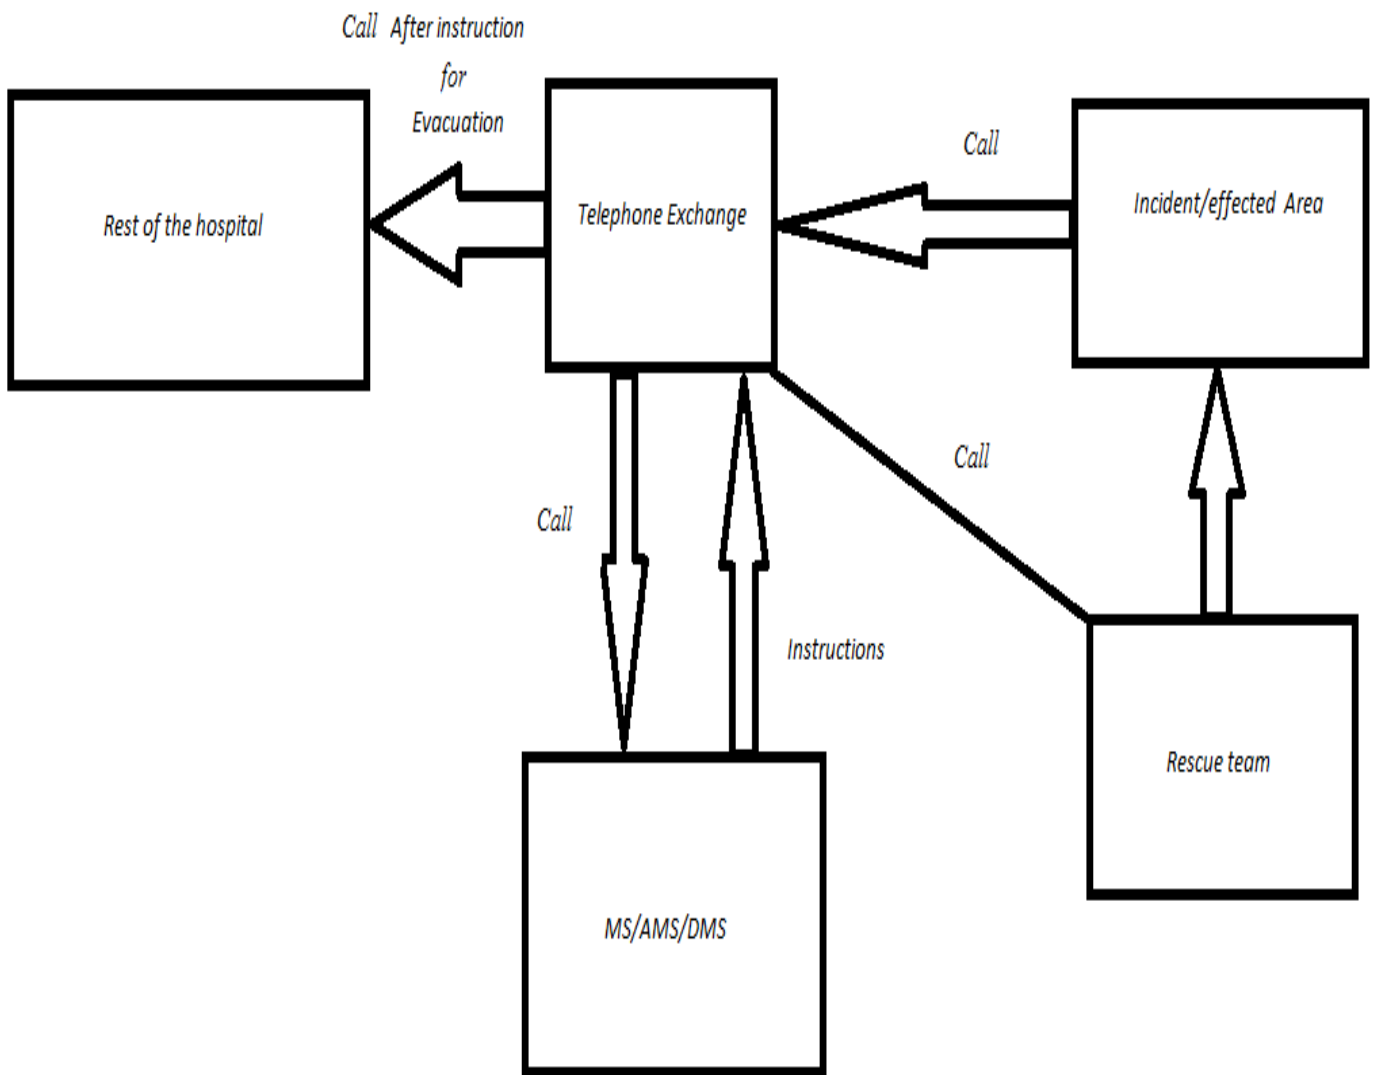 Call After instruction
for
Evacuation
Call
Rest of the hospital
Telephone Exchange
Incident/effected Area
Call
Call
Instructions
Rescue team
MS/AMS/DMS